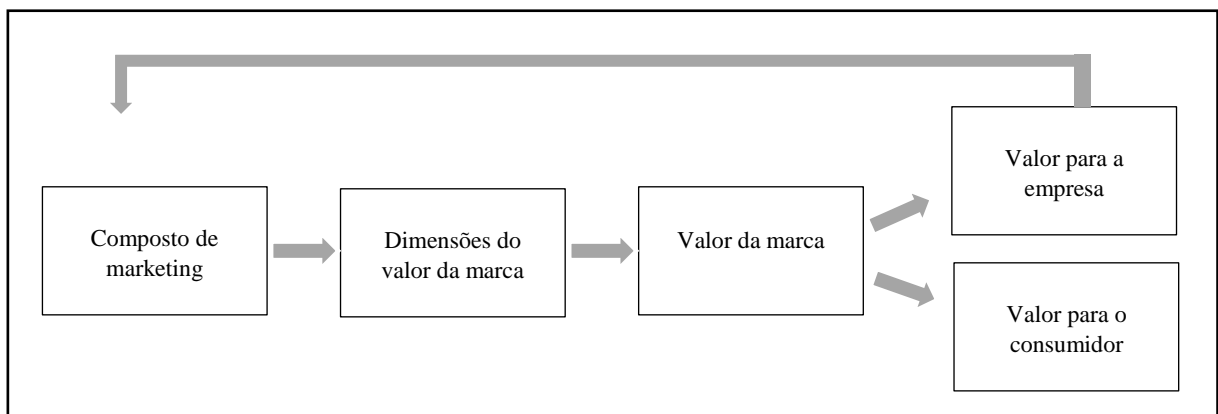 Composto de
marketing
Dimensões do
valor da marca
Valor da marca
Valor para a
empresa
Valor para o
consumidor